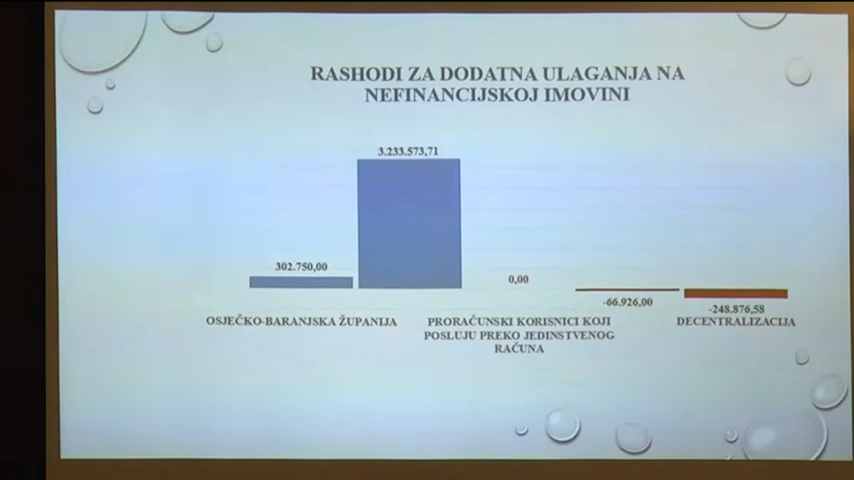 RASHODI ZA DODATNA ULAGANJA NA
NEFINANCIJSKOJ IMOVINI
3.233.573,71
302.750,00
0,00
-66.926,00
-248.876,58
OSJEČKO-BARANJSKA ŽUPANIJA
PRORAČUNSKI KORISNICI KOJI
POSLUJU PREKO JEDINSTVENOG
RAČUNA
DECENTRALIZACIJA